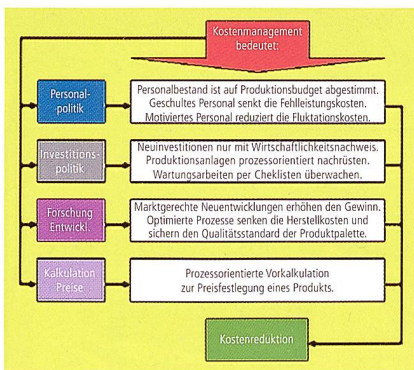 Kostenmanagement
bedeutet:
Personal-
politik
Personalbestand ist auf Produktionsbudget abgestimmt.
Geschultes Personal senkt die Fehlleistungskosten.
Motiviertes Personal reduziert die Fluktationskosten.
Investitions-
politik
Neuinvestitionen nur mit Wirtschaftlichkeitsnachweis.
Produktionsanlagen prozessorientiert nachrüsten.
Wartungsarbeiten per Cheklisten überwachen.
Forschung
Entwickl.
Marktgerechte Neuentwicklungen erhöhen den Gewinn.
Optimierte Prozesse senken die Herstellkosten und
sichern den Qualitätsstandard der Produktpalette.
Kalkulation
Preise
Prozessorientierte Vorkalkulation
zur Preisfestlegung eines Produkts.
Kostenreduktion